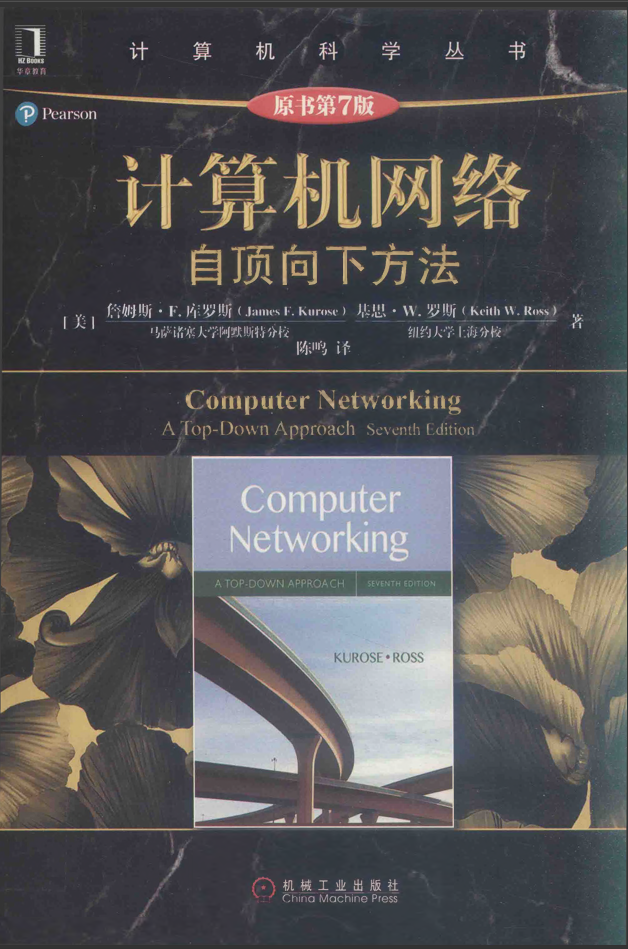 HZ BOOKS
华章教育
计算机科学丛书
Pearson
原书第7版
计算机网络
自顶向下方法
[美] 詹姆斯·F. 库罗斯（James F. Kurose） 基思·W. 罗斯（Keith W. Ross） 著
马萨诸塞大学阿默斯特分校 纽约大学上海分校
陈鸣 译
Computer Networking
A Top-Down Approach Seventh Edition
Computer
Networking
A TOP-DOWN APPROACH SEVENTH EDITION
KUROSE•ROSS
机械工业出版社
China Machine Press